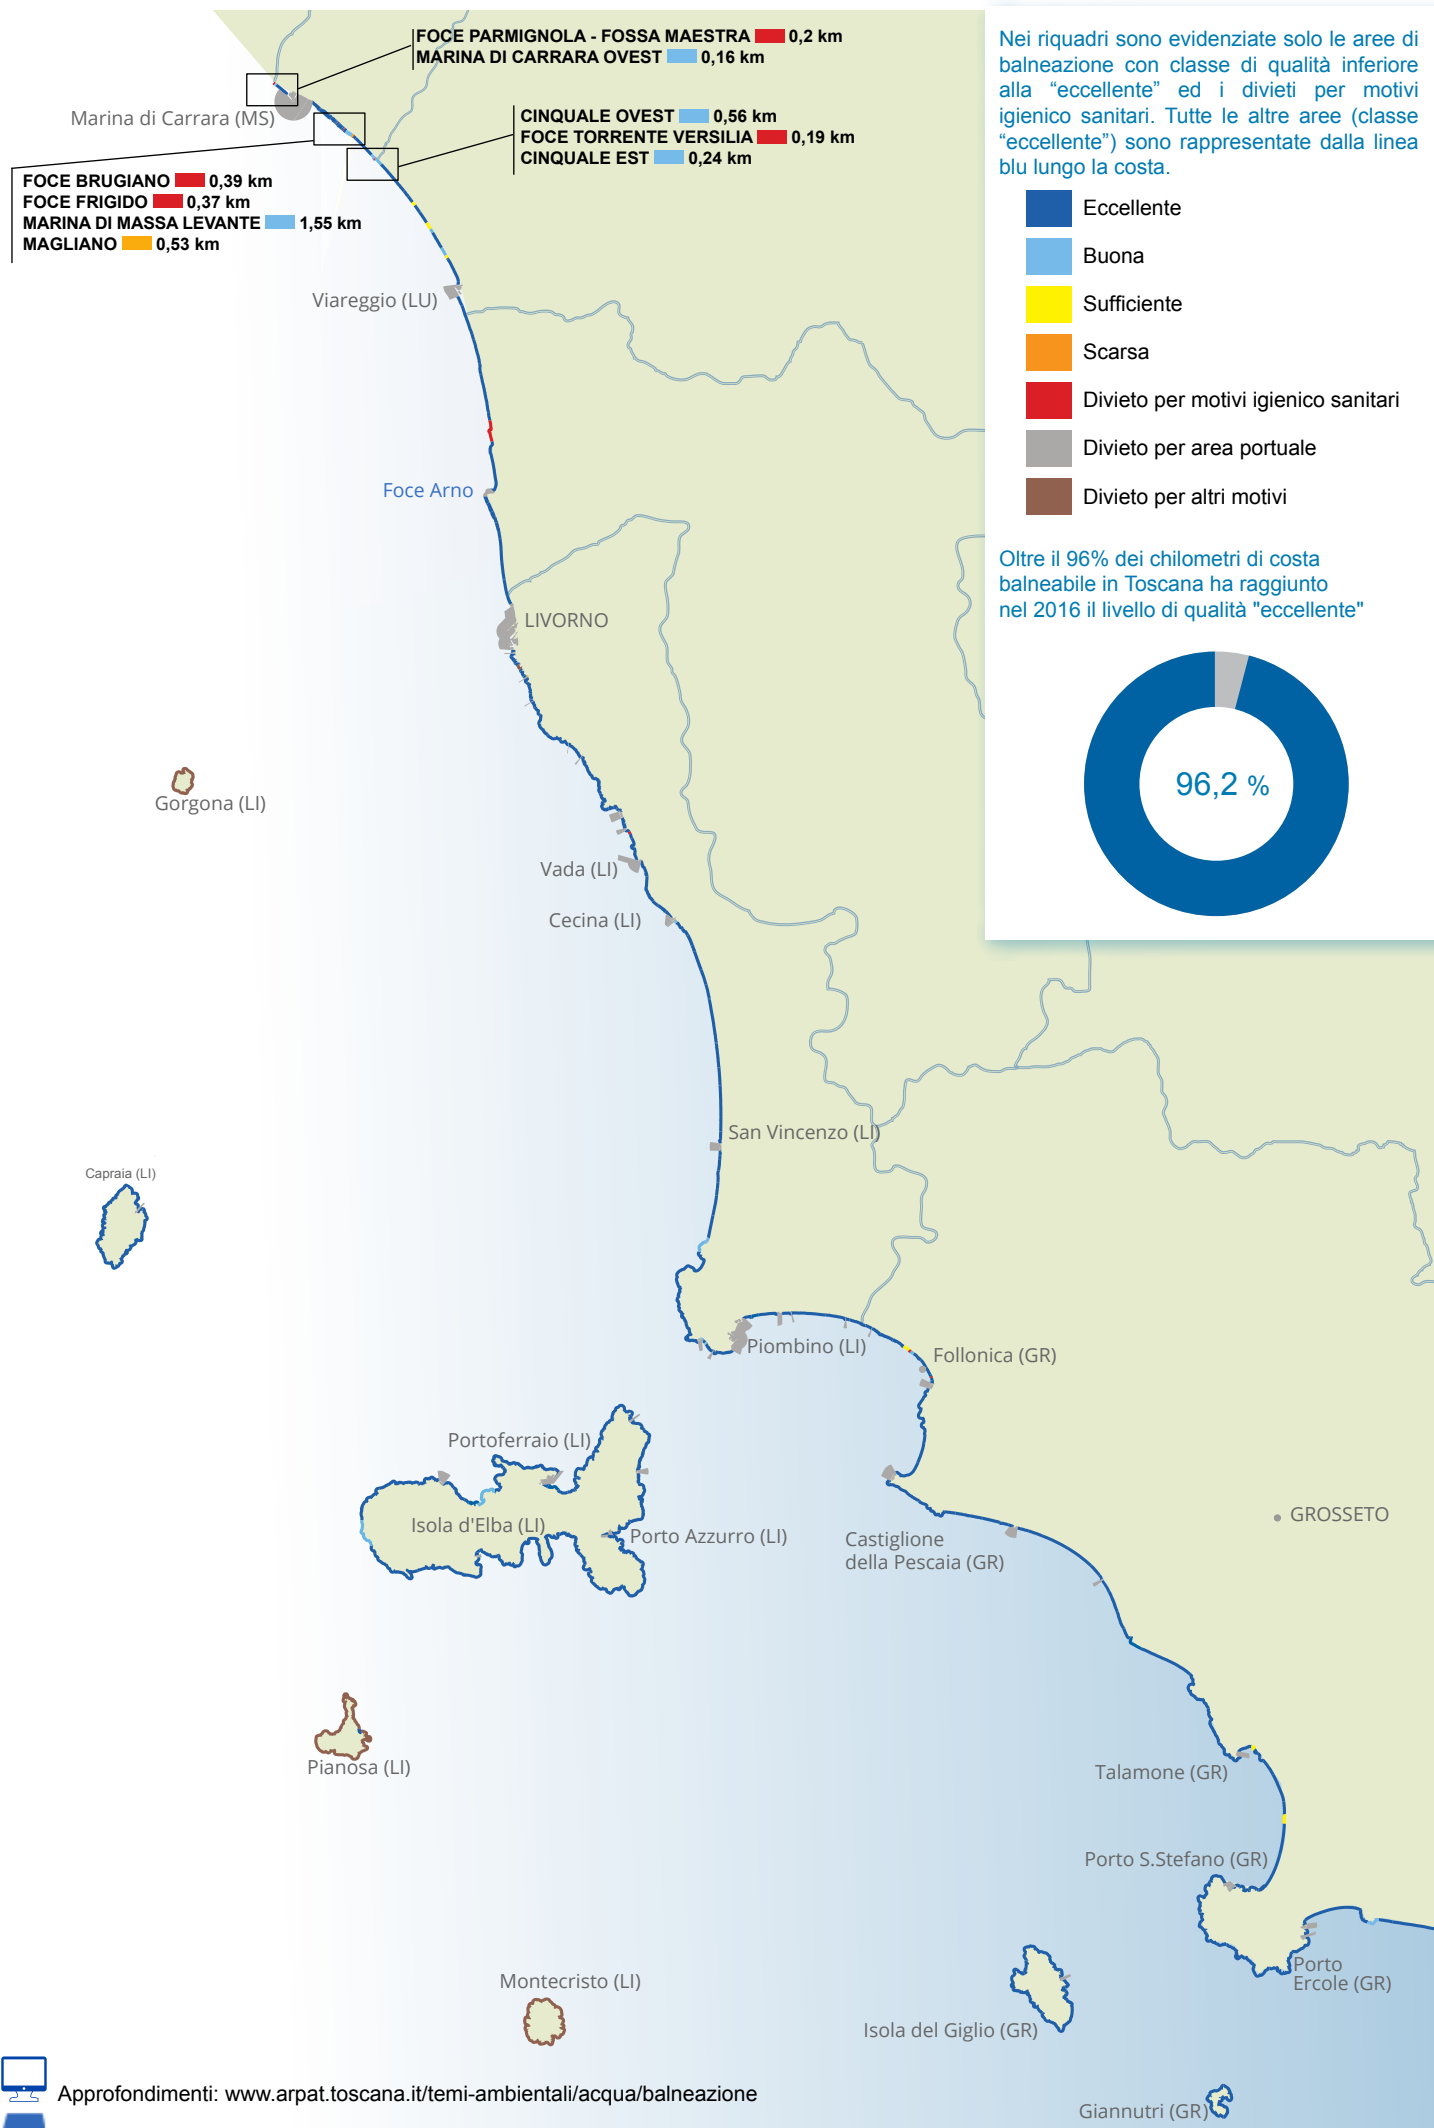 FOCE PARMIGNOLA - FOSSA MAESTRA 0,2 km
MARINA DI CARRARA OVEST 0,16 km
Marina di Carrara (MS)
CINQUALE OVEST 0,56 km
FOCE TORRENTE VERSILIA 0,19 km
CINQUALE EST 0,24 km
FOCE BRUGIANO 0,39 km
FOCE FRIGIDO 0,37 km
MARINA DI MASSA LEVANTE 1,55 km
MAGLIANO 0,53 km
Nei riquadri sono evidenziate solo le aree di
balneazione con classe di qualità inferiore
alla “eccellente” ed i divieti per motivi
igienico sanitari. Tutte le altre aree (classe
“eccellente”) sono rappresentate dalla linea
blu lungo la costa.
Eccellente
Buona
Sufficiente
Scarsa
Divieto per motivi igienico sanitari
Divieto per area portuale
Divieto per altri motivi
Oltre il 96% dei chilometri di costa
balneabile in Toscana ha raggiunto
nel 2016 il livello di qualità "eccellente"
96,2 %
Viareggio (LU)
Foce Arno
LIVORNO
Gorgona (LI)
Vada (LI)
Cecina (LI)
San Vincenzo (LI)
Capraia (LI)
Piombino (LI)
Follonica (GR)
Portoferraio (LI)
Isola d'Elba (LI)
Porto Azzurro (LI)
Castiglione
della Pescaia (GR)
GROSSETO
Pianosa (LI)
Talamone (GR)
Porto S.Stefano (GR)
Porto
Ercole (GR)
Montecristo (LI)
Isola del Giglio (GR)
Giannutri (GR)
Approfondimenti: www.arpat.toscana.it/temi-ambientali/acqua/balneazione